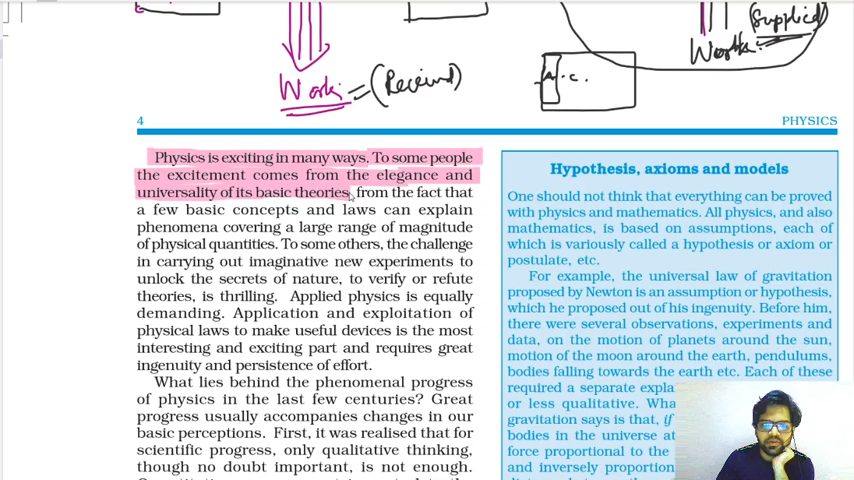 (Supplied)
Work
Work = (Received)
A.C.
4
PHYSICS
Physics is exciting in many ways. To some people
the excitement comes from the elegance and
universality of its basic theories, from the fact that
a few basic concepts and laws can explain
phenomena covering a large range of magnitude
of physical quantities. To some others, the challenge
in carrying out imaginative new experiments to
unlock the secrets of nature, to verify or refute
theories, is thrilling. Applied physics is equally
demanding. Application and exploitation of
physical laws to make useful devices is the most
interesting and exciting part and requires great
ingenuity and persistence of effort.
What lies behind the phenomenal progress
of physics in the last few centuries? Great
progress usually accompanies changes in our
basic perceptions. First, it was realised that for
scientific progress, only qualitative thinking,
though no doubt important, is not enough.
Hypothesis, axioms and models
One should not think that everything can be proved
with physics and mathematics. All physics, and also
mathematics, is based on assumptions, each of
which is variously called a hypothesis or axiom or
postulate, etc.
For example, the universal law of gravitation
proposed by Newton is an assumption or hypothesis,
which he proposed out of his ingenuity. Before him,
there were several observations, experiments and
data, on the motion of planets around the sun,
motion of the moon around the earth, pendulums,
bodies falling towards the earth etc. Each of these
required a separate expla
or less qualitative. Wha
gravitation says is that, if
bodies in the universe at
force proportional to the
and inversely proportion